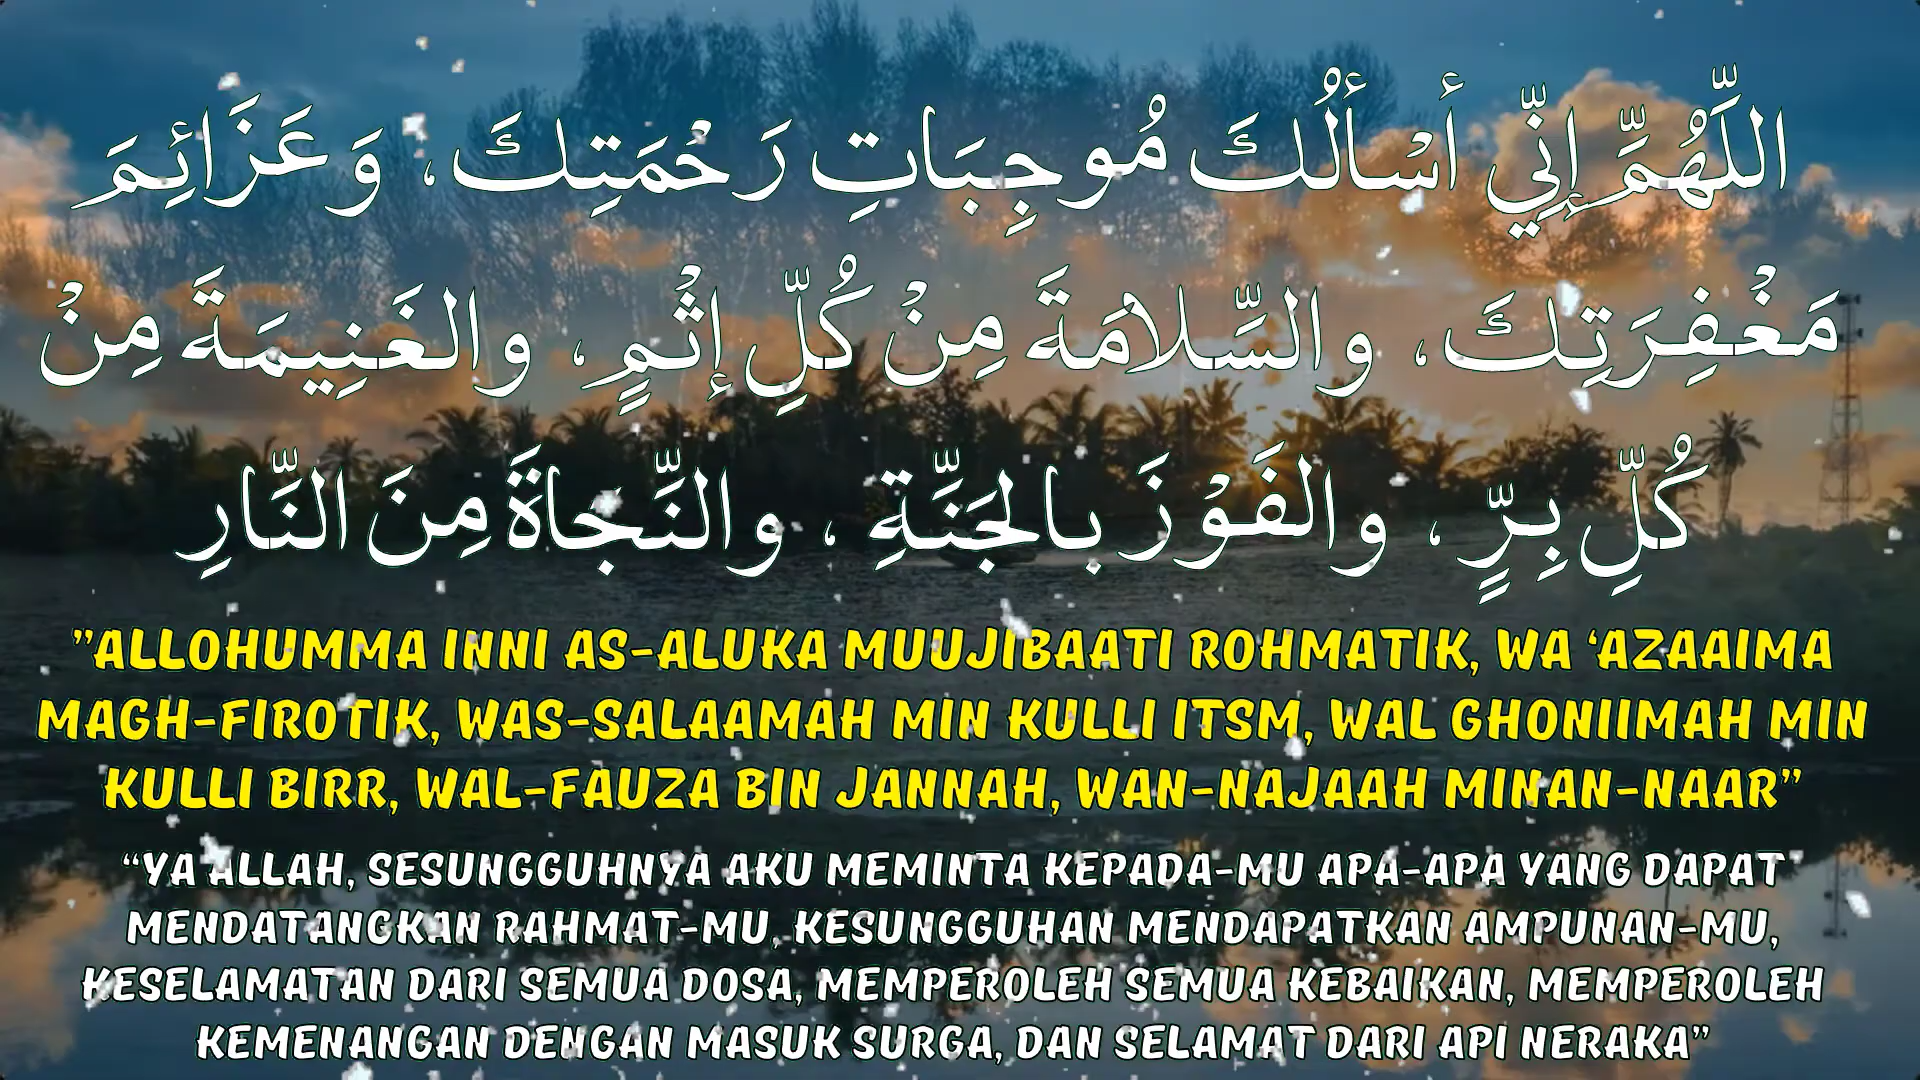 اللَّهُمَّ إِنِّي أَسْأَلُكَ مُوجِبَاتِ رَحْمَتِكَ، وَعَزَائِمَ
مَغْفِرَتِكَ، والسَّلامَةَ مِنْ كُلِّ إِثْمٍ، والغَنِيمَةَ مِنْ
كُلِّ بِرٍّ، والفَوْزَ بالجَنَّةِ، والنَّجَاةَ مِنَ النَّارِ
”ALLOHUMMA INNI AS-ALUKA MUUJIBAATI ROHMATIK, WA ‘AZAAIMA
MAGH-FIROTIK, WAS-SALAAMAH MIN KULLI ITSM, WAL GHONIIMAH MIN
KULLI BIRR, WAL-FAUZA BIN JANNAH, WAN-NAJAAH MINAN-NAAR”
“YA ALLAH, SESUNGGUHNYA AKU MEMINTA KEPADA-MU APA-APA YANG DAPAT
MENDATANGKAN RAHMAT-MU, KESUNGGUHAN MENDAPATKAN AMPUNAN-MU,
KESELAMATAN DARI SEMUA DOSA, MEMPEROLEH SEMUA KEBAIKAN, MEMPEROLEH
KEMENANGAN DENGAN MASUK SURGA, DAN SELAMAT DARI API NERAKA”